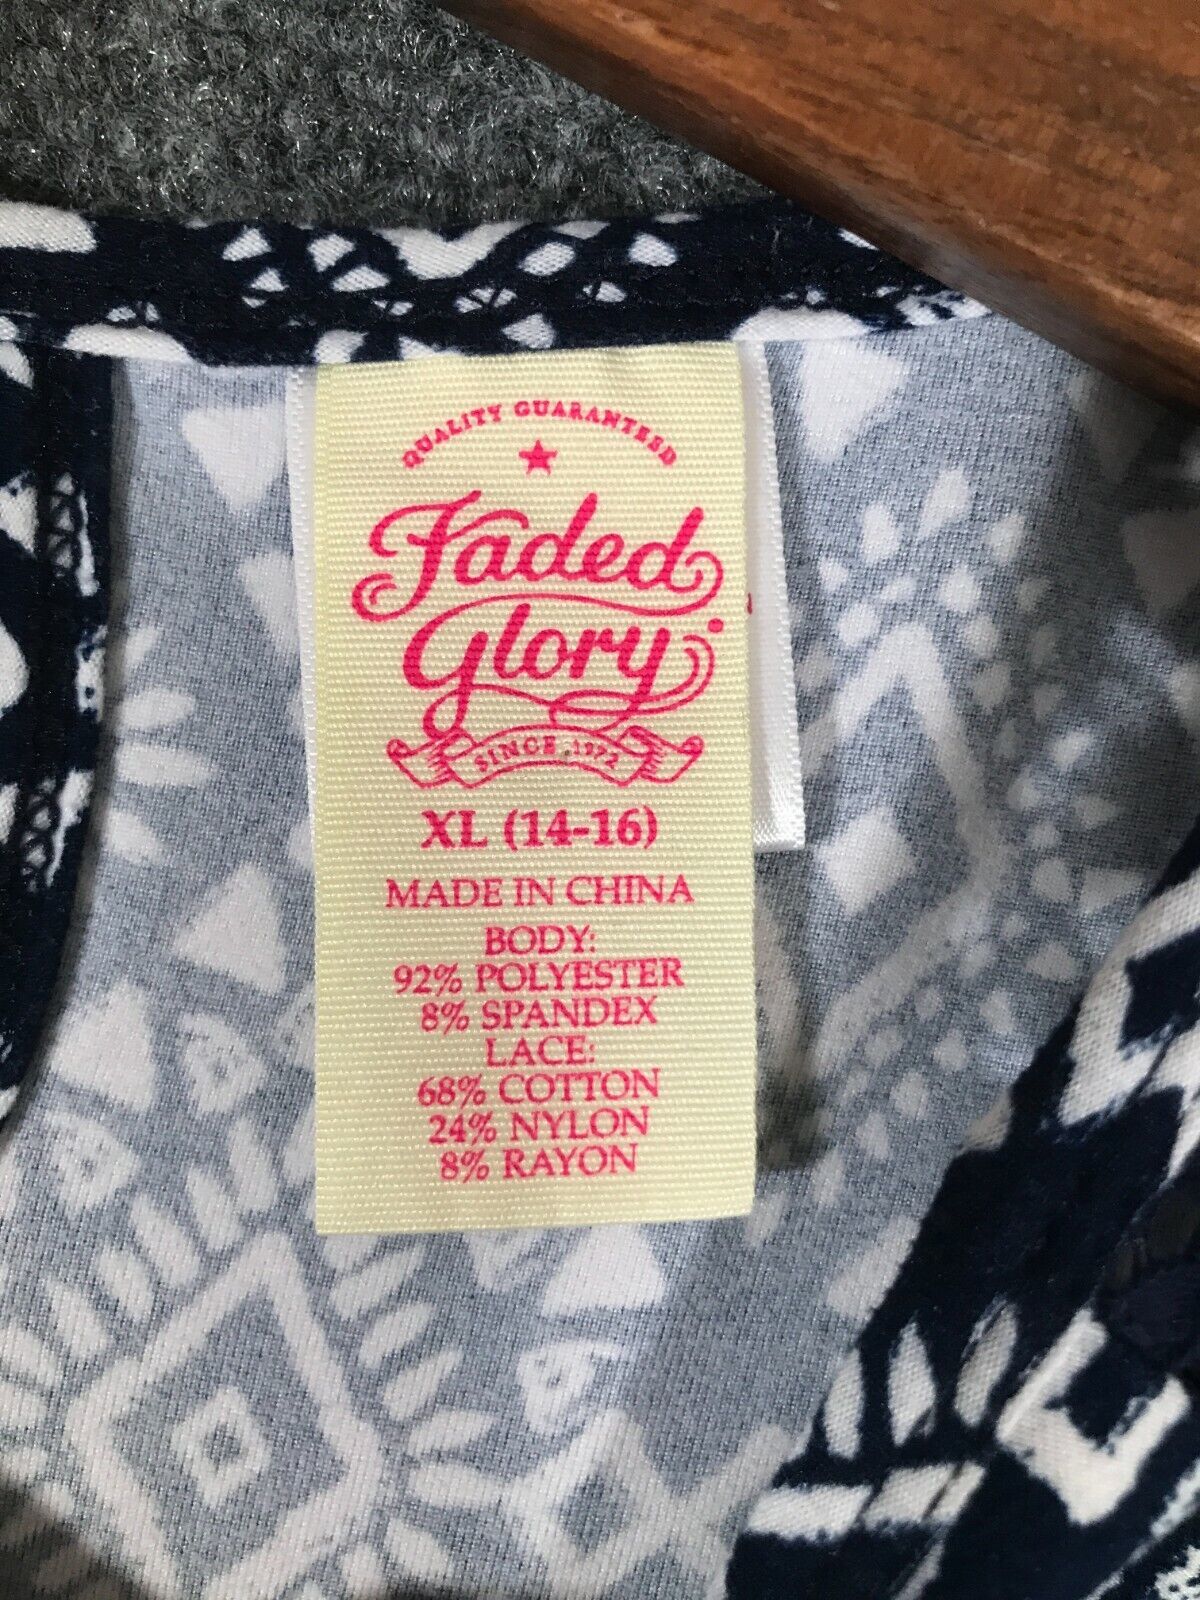 QUALITY GUARANTEED
Faded
Glory
SINCE 1972
XL (14-16)
MADE IN CHINA
BODY:
92% POLYESTER
8% SPANDEX
LACE:
68% COTTON
24% NYLON
8% RAYON